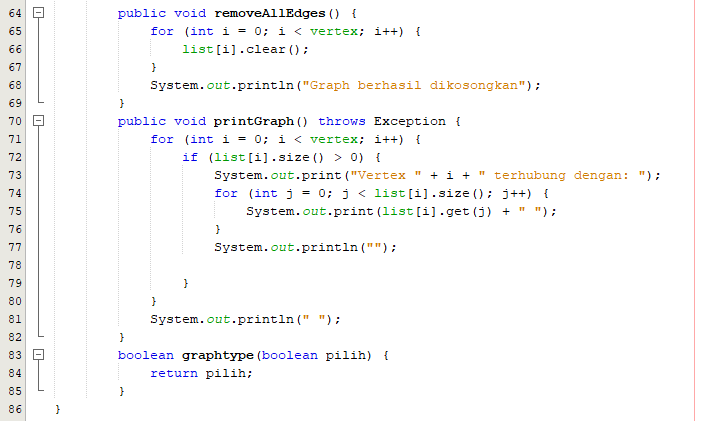 64 public void removeAllEdges() {
65 for (int i = 0; i < vertex; i++) {
66 list[i].clear();
67 }
68 System.out.println("Graph berhasil dikosongkan");
69 }
70 public void printGraph() throws Exception {
71 for (int i = 0; i < vertex; i++) {
72 if (list[i].size() > 0) {
73 System.out.print("Vertex " + i + " terhubung dengan: ");
74 for (int j = 0; j < list[i].size(); j++) {
75 System.out.print(list[i].get(j) + " ");
76 }
77 System.out.println("");
78
79 }
80 }
81 System.out.println(" ");
82 }
83 boolean graphtype(boolean pilih) {
84 return pilih;
85 }
86 }